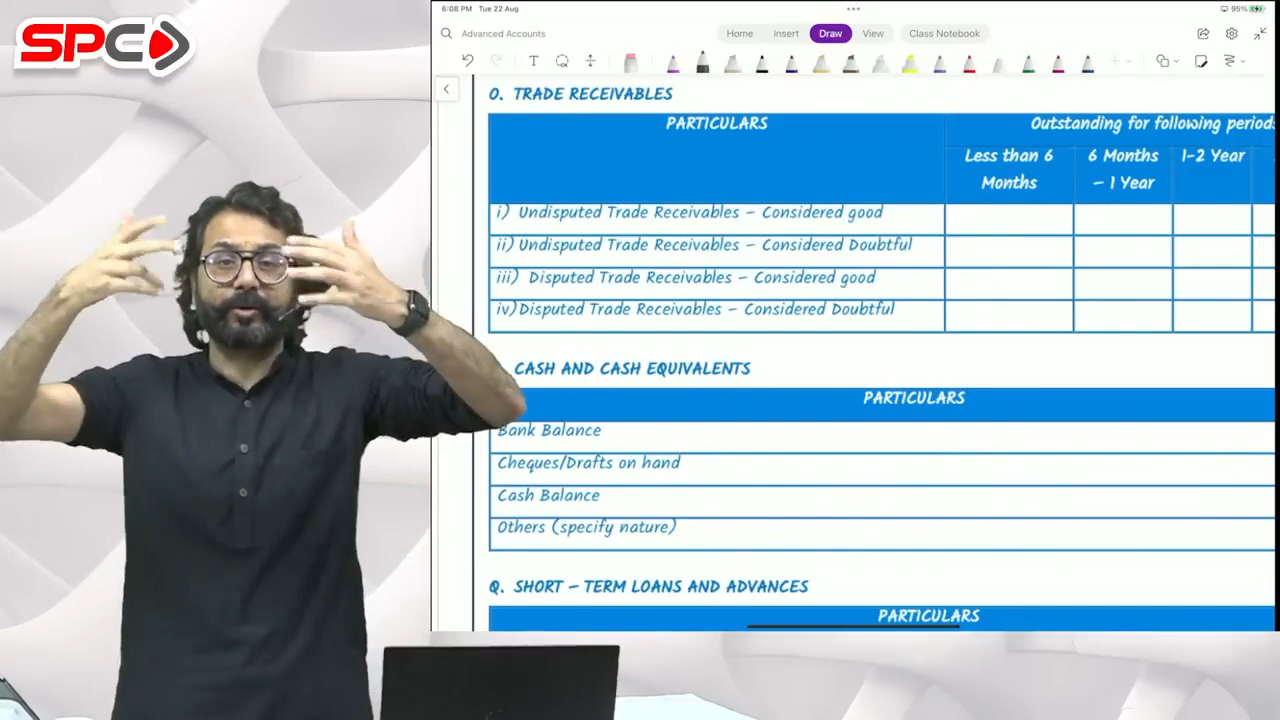 SPC
6:08 PM Tue 22 Aug
95%
Advanced Accounts
Home Insert Draw View Class Notebook
O. TRADE RECEIVABLES
PARTICULARS
Outstanding for following period
Less than 6 Months
6 Months – 1 Year
1-2 Year
i) Undisputed Trade Receivables – Considered good
ii) Undisputed Trade Receivables – Considered Doubtful
iii) Disputed Trade Receivables – Considered good
iv)Disputed Trade Receivables – Considered Doubtful
CASH AND CASH EQUIVALENTS
PARTICULARS
Bank Balance
Cheques/Drafts on hand
Cash Balance
Others (specify nature)
Q. SHORT – TERM LOANS AND ADVANCES
PARTICULARS